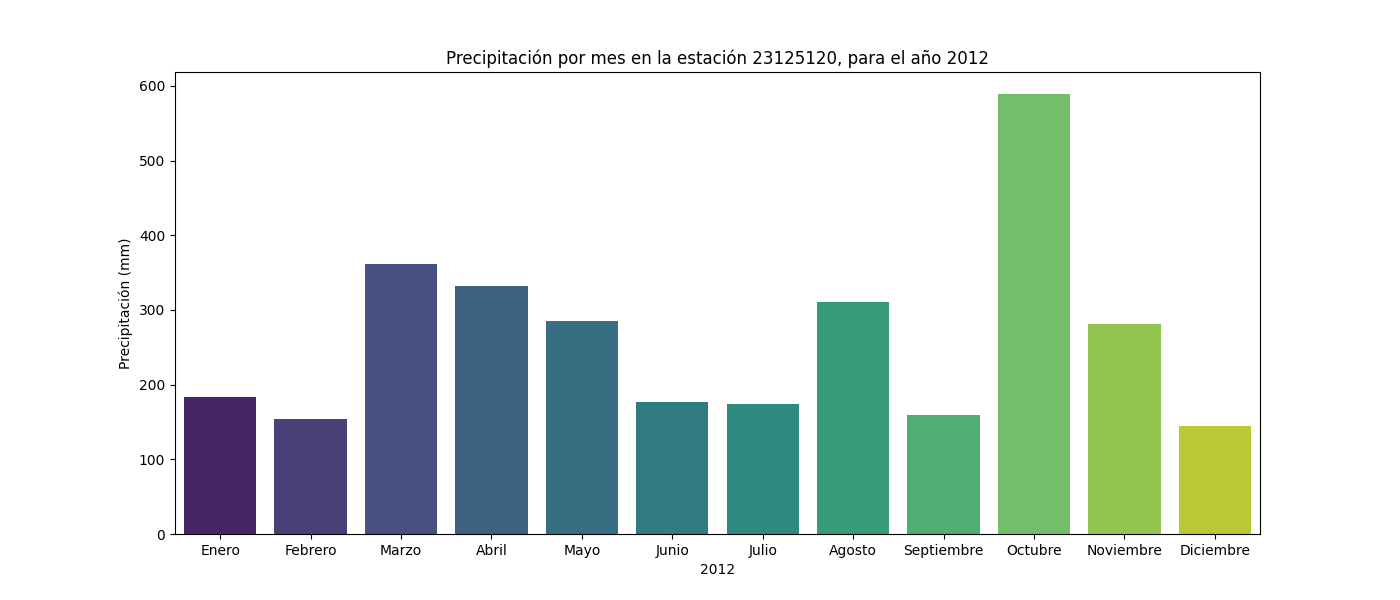 Precipitación por mes en la estación 23125120, para el año 2012
Precipitación (mm)
600
500
400
300
200
100
0
Enero Febrero Marzo Abril Mayo Junio Julio Agosto Septiembre Octubre Noviembre Diciembre
2012